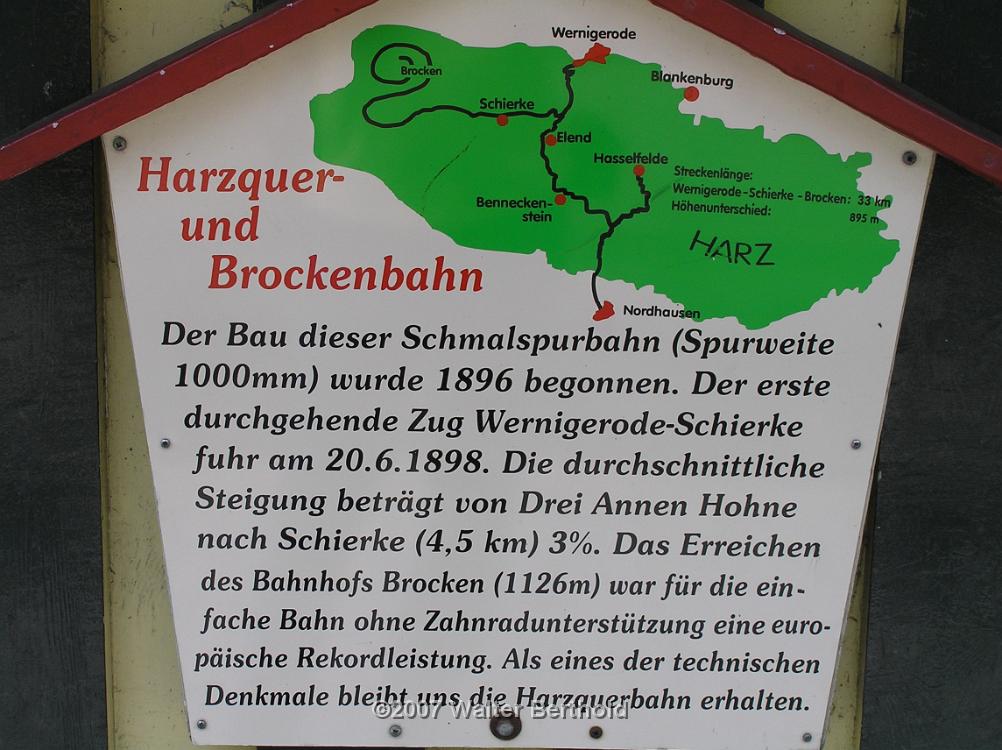 Wernigerode
Brocken
Blankenburg
Schierke
Elend
Hasselfelde
Streckenlänge:
Wernigerode-Schierke-Brocken: 33 km
Höhenunterschied: 895 m
Bennecken-
stein
HARZ
Nordhausen
Harzquer-
und
Brockenbahn
Der Bau dieser Schmalspurbahn (Spurweite
1000mm) wurde 1896 begonnen. Der erste
durchgehende Zug Wernigerode-Schierke
fuhr am 20.6.1898. Die durchschnittliche
Steigung beträgt von Drei Annen Hohne
nach Schierke (4,5 km) 3%. Das Erreichen
des Bahnhofs Brocken (1126m) war für die ein-
fache Bahn ohne Zahnradunterstützung eine euro-
päische Rekordleistung. Als eines der technischen
Denkmale bleibt uns die Harzquerbahn erhalten.
©2007 Walter Berthold